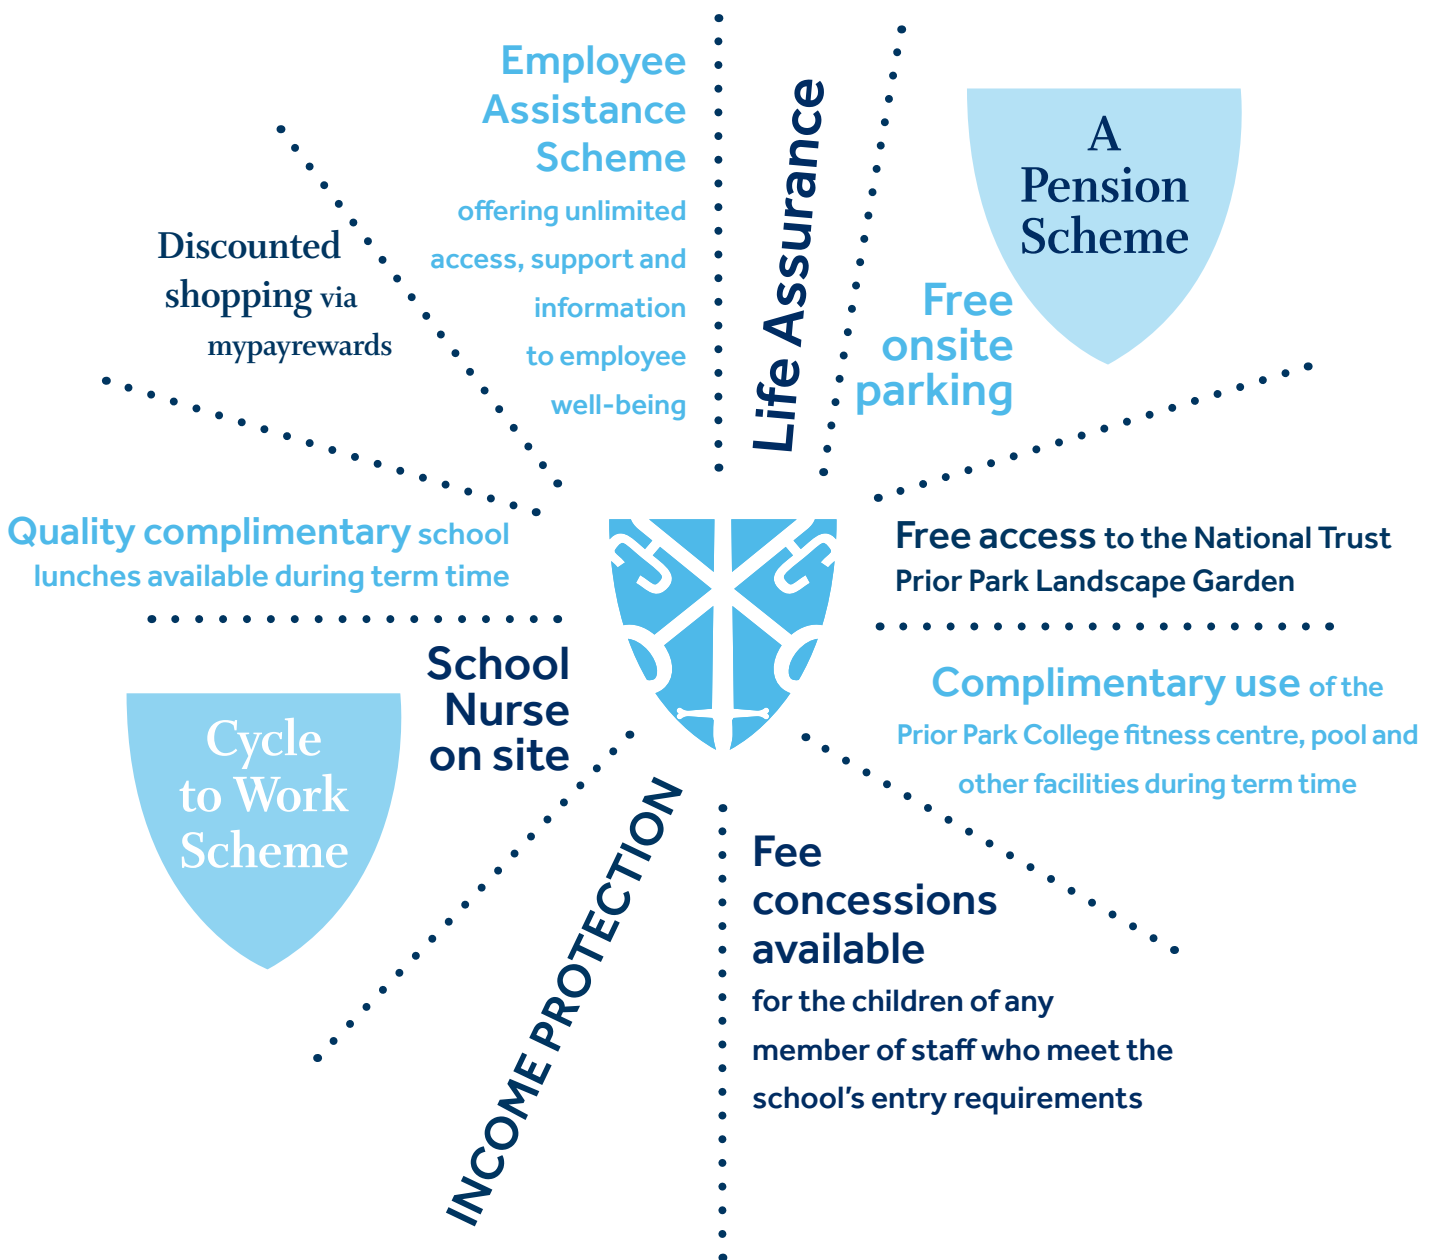 Employee
Assistance
Scheme
offering unlimited
access, support and
information
to employee
well-being
Life Assurance
A
Pension
Scheme
Free
onsite
parking
Discounted
shopping via
mypayrewards
Quality complimentary school
lunches available during term time
Free access to the National Trust
Prior Park Landscape Garden
School
Nurse
on site
Cycle
to Work
Scheme
Complimentary use of the
Prior Park College fitness centre, pool and
other facilities during term time
INCOME PROTECTION
Fee
concessions
available
for the children of any
member of staff who meet the
school’s entry requirements